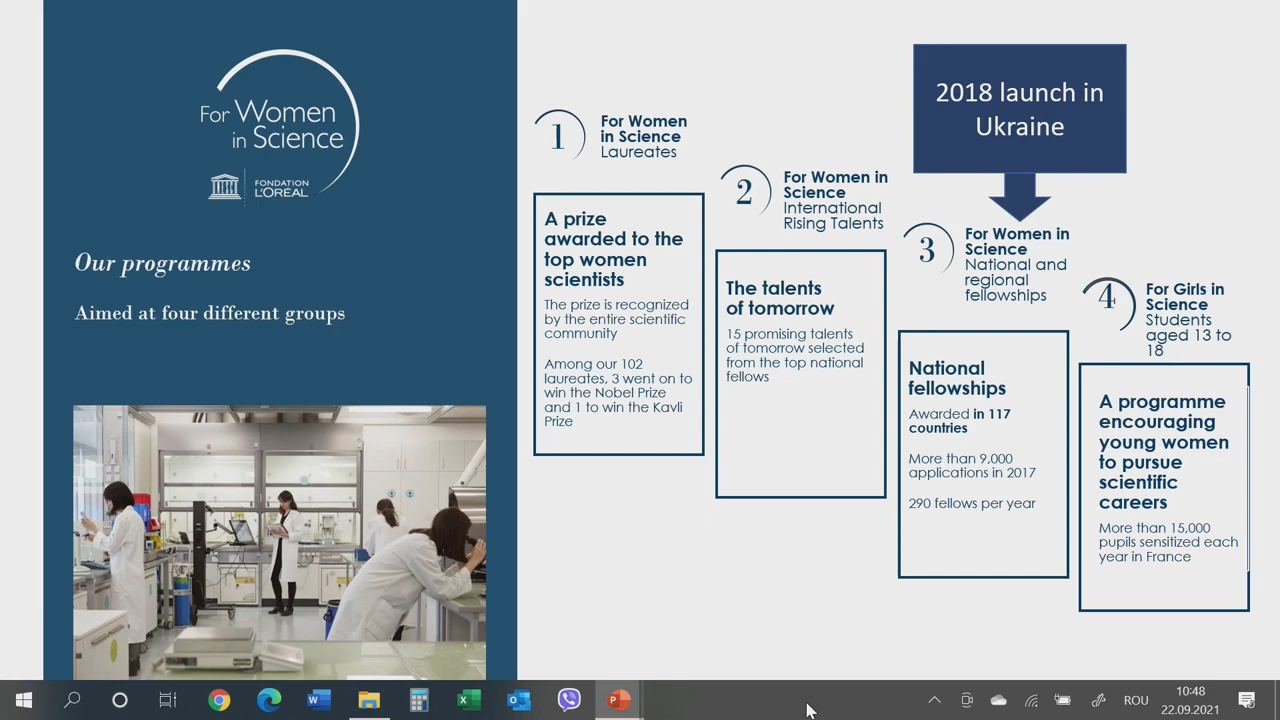 For Women
in Science
FONDATION
L'ORÉAL
Our programmes
Aimed at four different groups
1
For Women
in Science
Laureates
A prize
awarded to the
top women
scientists
The prize is recognized
by the entire scientific
community
Among our 102
laureates, 3 went on to
win the Nobel Prize
and 1 to win the Kavli
Prize
2
For Women in
Science
International
Rising Talents
The talents
of tomorrow
15 promising talents
of tomorrow selected
from the top national
fellows
2018 launch in
Ukraine
3
For Women in
Science
National and
regional
fellowships
National
fellowships
Awarded in 117
countries
More than 9,000
applications in 2017
290 fellows per year
4
For Girls in
Science
Students
aged 13 to
18
A programme
encouraging
young women
to pursue
scientific
careers
More than 15,000
pupils sensitized each
year in France
ROU
10:48
22.09.2021